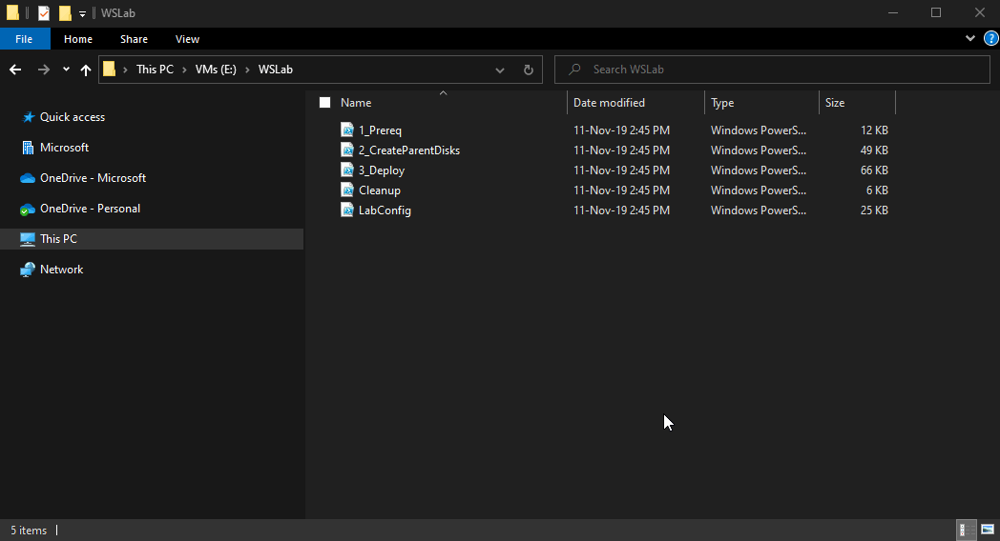 WSLab
File Home Share View
This PC VMs (E:) WSLab Search WSLab
Name Date modified Type Size
Quick access
Microsoft
OneDrive - Microsoft
OneDrive - Personal
This PC
Network
1_Prereq 11-Nov-19 2:45 PM Windows PowerS... 12 KB
2_CreateParentDisks 11-Nov-19 2:45 PM Windows PowerS... 49 KB
3_Deploy 11-Nov-19 2:45 PM Windows PowerS... 66 KB
Cleanup 11-Nov-19 2:45 PM Windows PowerS... 6 KB
LabConfig 11-Nov-19 2:45 PM Windows PowerS... 25 KB
5 items